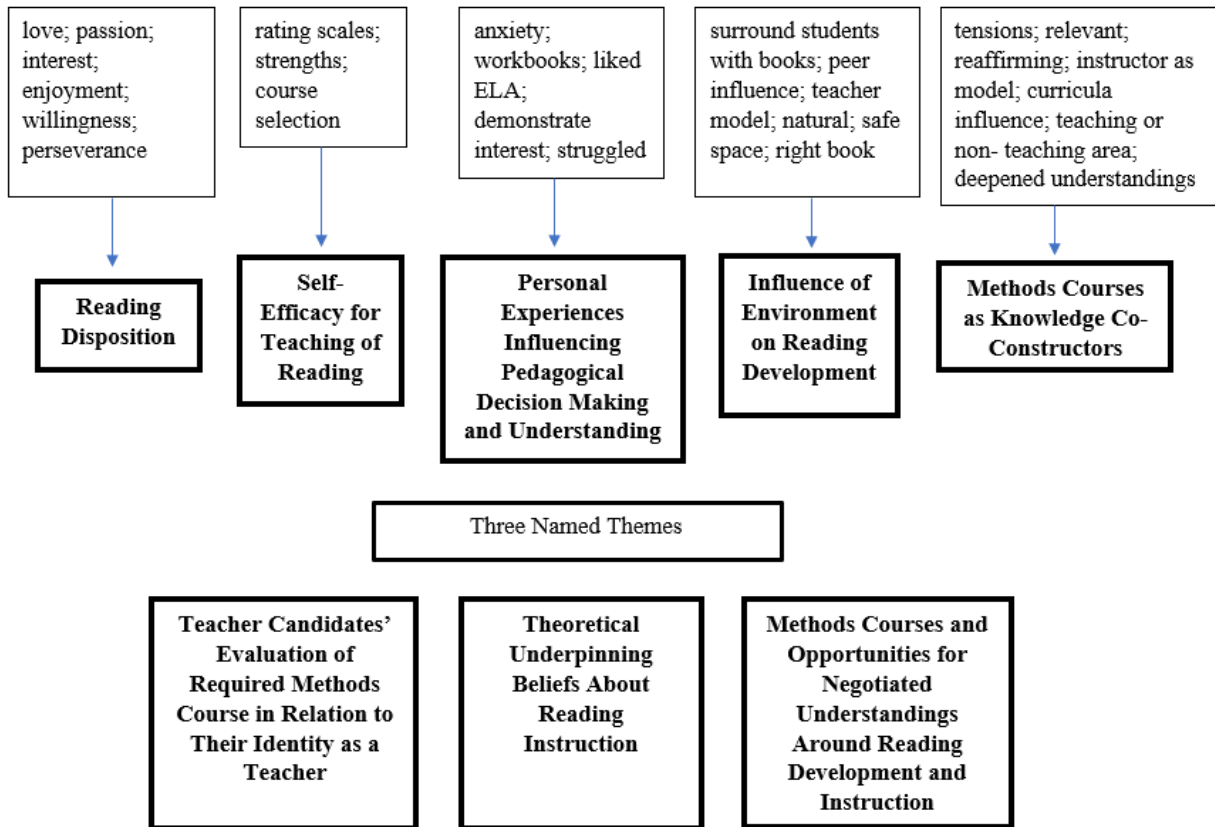 love; passion;
interest;
enjoyment;
willingness;
perseverance
rating scales;
strengths;
course
selection
anxiety;
workbooks; liked
ELA;
demonstrate
interest; struggled
surround students
with books; peer
influence; teacher
model; natural; safe
space; right book
tensions; relevant;
reaffirming; instructor as
model; curricula
influence; teaching or
non- teaching area;
deepened understandings
Reading
Disposition
Self-
Efficacy for
Teaching of
Reading
Personal
Experiences
Influencing
Pedagogical
Decision Making
and Understanding
Influence of
Environment
on Reading
Development
Methods Courses
as Knowledge Co-
Constructors
Three Named Themes
Teacher Candidates’
Evaluation of
Required Methods
Course in Relation to
Their Identity as a
Teacher
Theoretical
Underpinning
Beliefs About
Reading
Instruction
Methods Courses and
Opportunities for
Negotiated
Understandings
Around Reading
Development and
Instruction